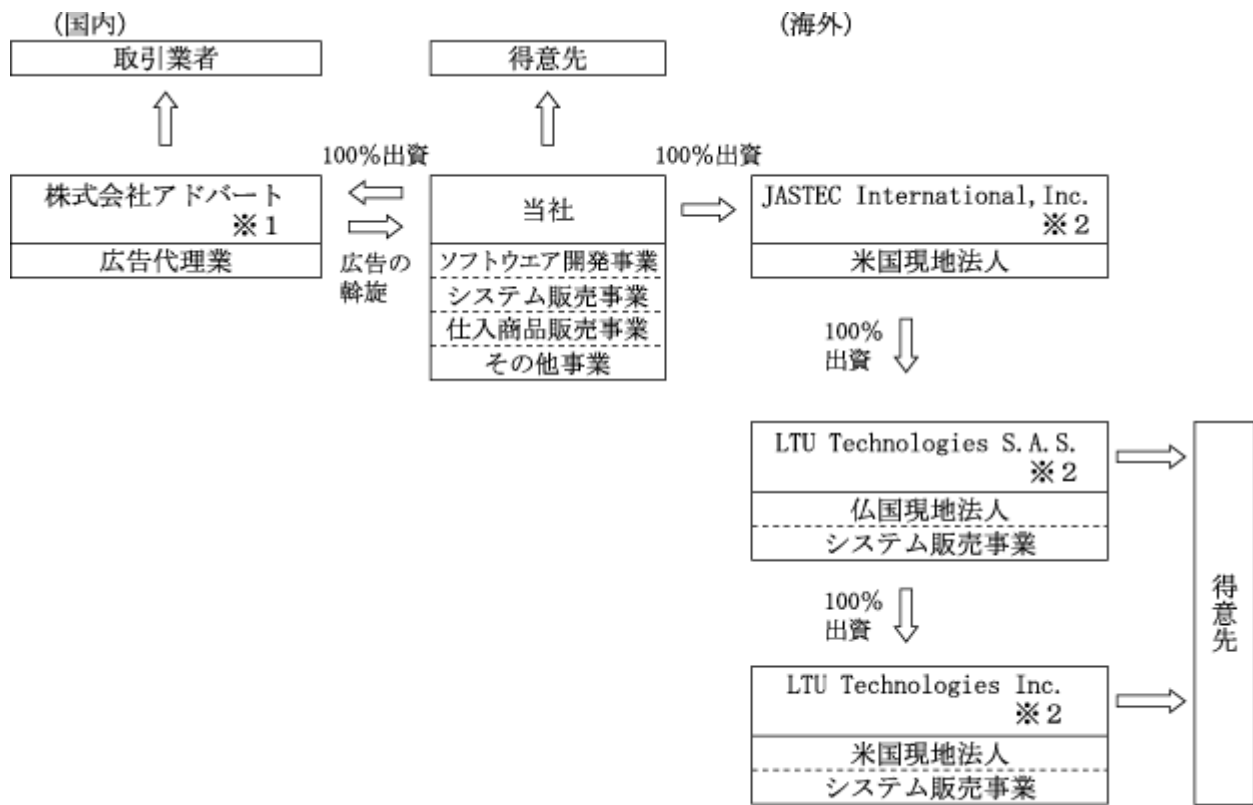 (国内)
(海外)
取引業者
得意先
100%出資
100%出資
株式会社アドバート
※1
当社
JASTEC International,Inc.
※2
広告代理業
広告の
斡旋
ソフトウエア開発事業
システム販売事業
仕入商品販売事業
その他事業
米国現地法人
100%
出資
LTU Technologies S.A.S.
※2
仏国現地法人
システム販売事業
100%
出資
得意先
LTU Technologies Inc.
※2
米国現地法人
システム販売事業